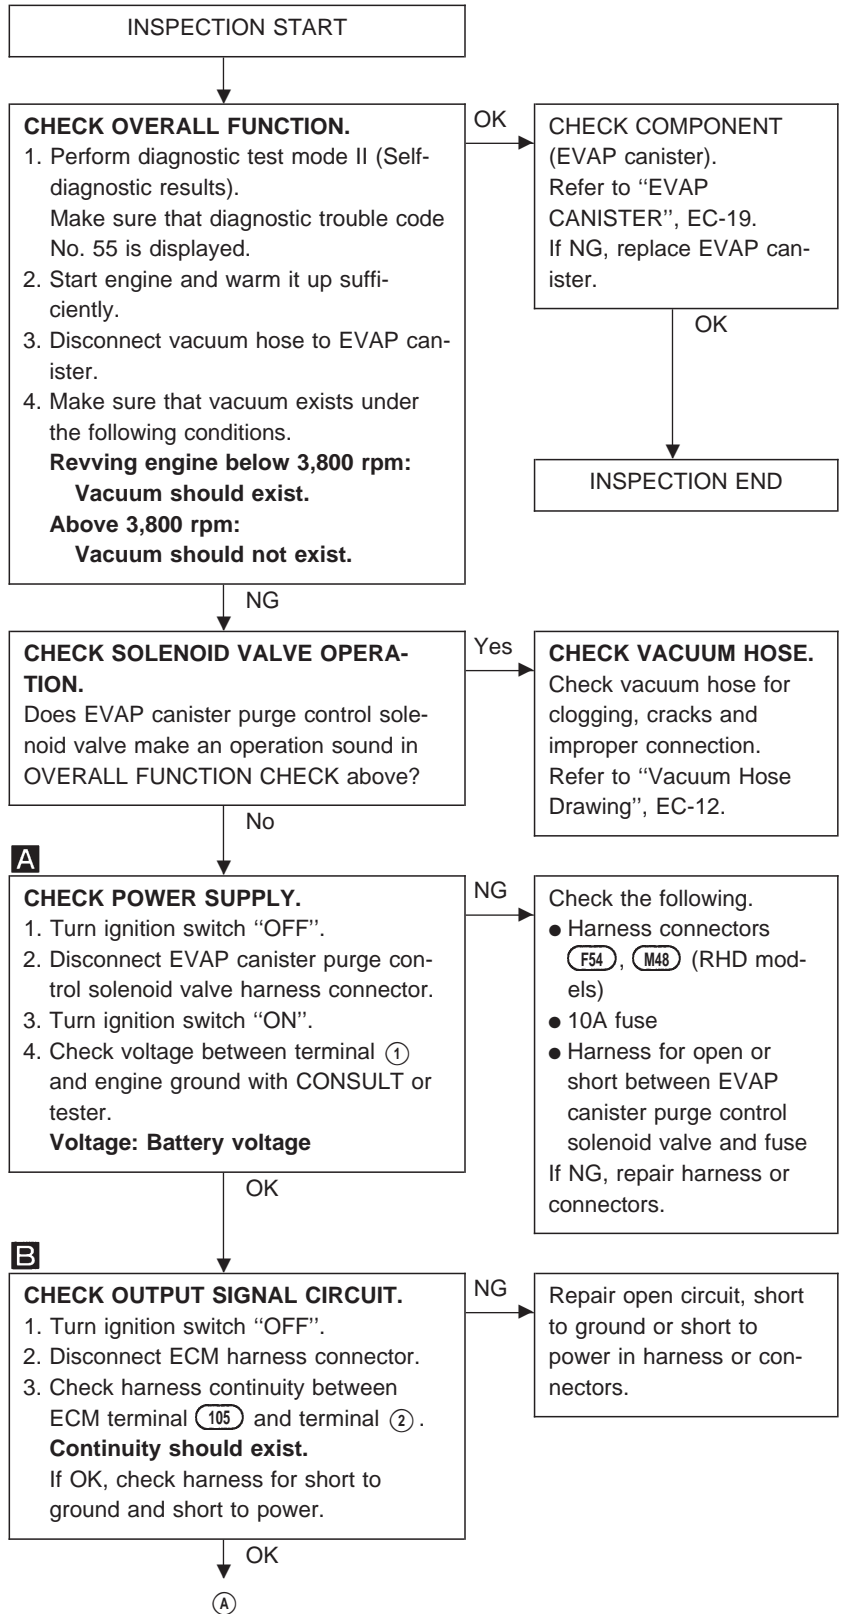 INSPECTION START
CHECK OVERALL FUNCTION.
1. Perform diagnostic test mode II (Self-
diagnostic results).
Make sure that diagnostic trouble code
No. 55 is displayed.
2. Start engine and warm it up suffi-
ciently.
3. Disconnect vacuum hose to EVAP can-
ister.
4. Make sure that vacuum exists under
the following conditions.
Revving engine below 3,800 rpm:
Vacuum should exist.
Above 3,800 rpm:
Vacuum should not exist.
OK
CHECK COMPONENT
(EVAP canister).
Refer to ‘‘EVAP
CANISTER’’, EC-19.
If NG, replace EVAP can-
ister.
OK
INSPECTION END
NG
CHECK SOLENOID VALVE OPERA-
TION.
Does EVAP canister purge control sole-
noid valve make an operation sound in
OVERALL FUNCTION CHECK above?
Yes
CHECK VACUUM HOSE.
Check vacuum hose for
clogging, cracks and
improper connection.
Refer to ‘‘Vacuum Hose
Drawing’’, EC-12.
No
A
CHECK POWER SUPPLY.
1. Turn ignition switch ‘‘OFF’’.
2. Disconnect EVAP canister purge con-
trol solenoid valve harness connector.
3. Turn ignition switch ‘‘ON’’.
4. Check voltage between terminal ①
and engine ground with CONSULT or
tester.
Voltage: Battery voltage
NG
Check the following.
● Harness connectors
F54, M48 (RHD mod-
els)
● 10A fuse
● Harness for open or
short between EVAP
canister purge control
solenoid valve and fuse
If NG, repair harness or
connectors.
OK
B
CHECK OUTPUT SIGNAL CIRCUIT.
1. Turn ignition switch ‘‘OFF’’.
2. Disconnect ECM harness connector.
3. Check harness continuity between
ECM terminal 105 and terminal ②.
Continuity should exist.
If OK, check harness for short to
ground and short to power.
NG
Repair open circuit, short
to ground or short to
power in harness or con-
nectors.
OK
Ⓐ